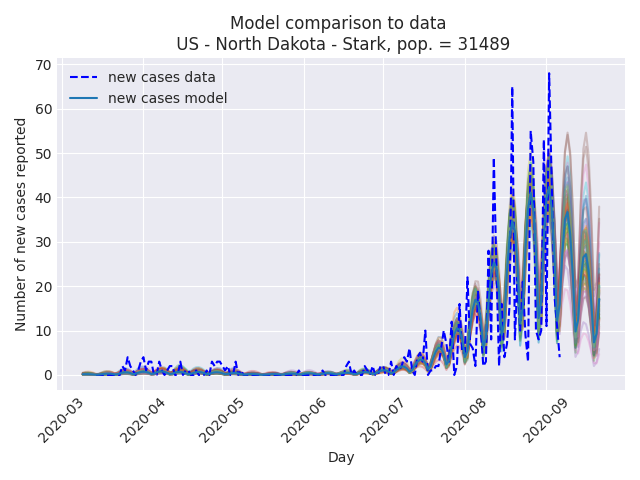 Model comparison to data
US - North Dakota - Stark, pop. = 31489
70
60
50
40
30
20
10
0
Number of new cases reported
new cases data
new cases model
2020-03
2020-04
2020-05
2020-06
2020-07
2020-08
2020-09
Day